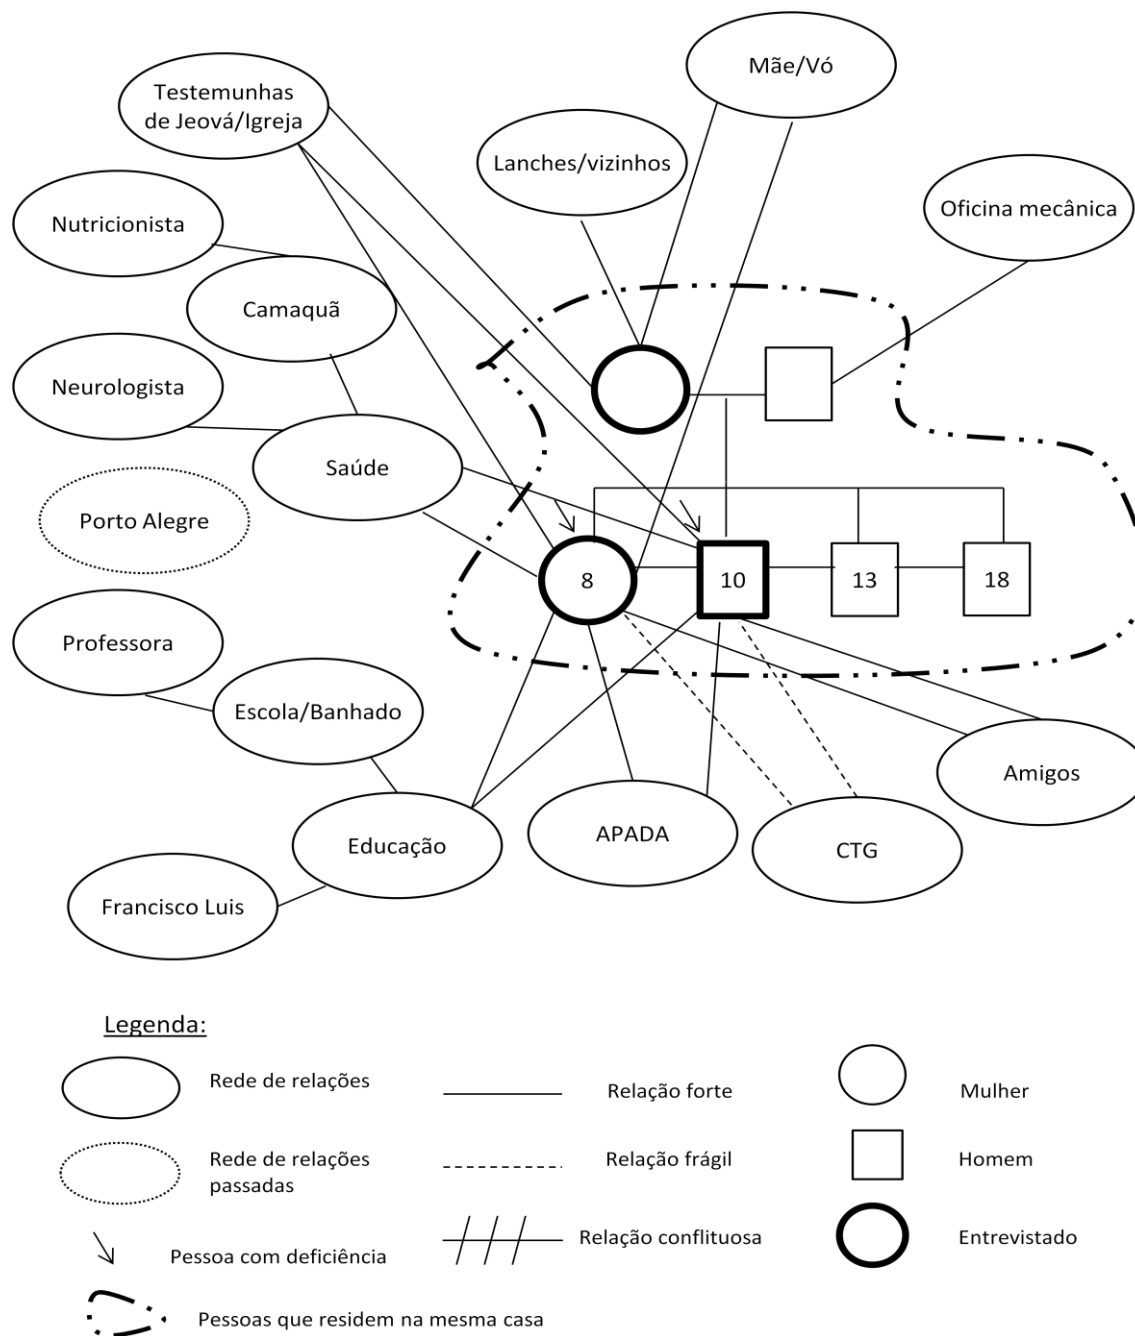 Mãe/Vó
Testemunhas
de Jeová/Igreja
Lanches/vizinhos
Oficina mecânica
Nutricionista
Camaquã
Neurologista
Saúde
Porto Alegre
8
10
13
18
Professora
Escola/Banhado
Amigos
Educação
APADA
CTG
Francisco Luis
Legenda:
Rede de relações
Relação forte
Mulher
Rede de relações
passadas
Relação frágil
Homem
Pessoa com deficiência
Relação conflituosa
Entrevistado
Pessoas que residem na mesma casa